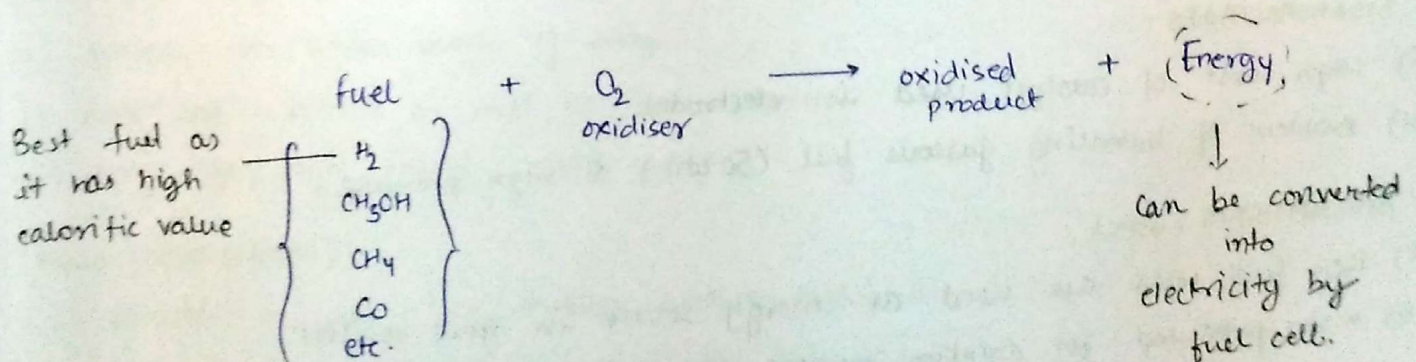 fuel + O2 → oxidised product + (Energy)
oxidiser
Best fuel as it has high calorific value
H2
CH3OH
CH4
CO
etc.
↓
can be converted
into
electricity by
fuel cell.